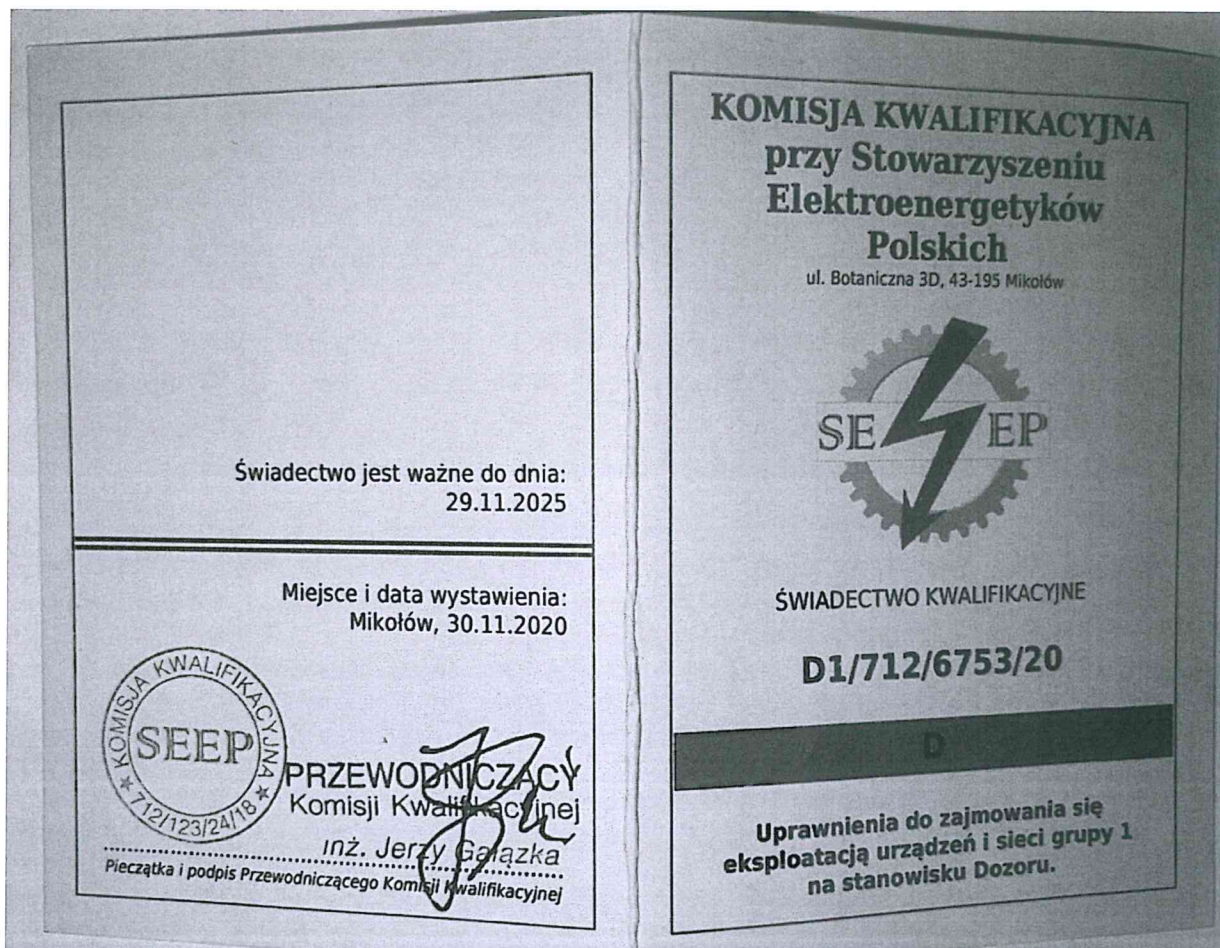 Świadectwo jest ważne do dnia:
29.11.2025
Miejsce i data wystawienia:
Mikołów, 30.11.2020
★ KOMISJA KWALIFIKACYJNA ★
712/123/24/18
SEEP
PRZEWODNICZĄCY
Komisji Kwalifikacyjnej
inż. Jerzy Gałązka
Pieczątka i podpis Przewodniczącego Komisji Kwalifikacyjnej
KOMISJA KWALIFIKACYJNA
przy Stowarzyszeniu
Elektroenergetyków
Polskich
ul. Botaniczna 3D, 43-195 Mikołów
SE EP
ŚWIADECTWO KWALIFIKACYJNE
D1/712/6753/20
D
Uprawnienia do zajmowania się
eksploatacją urządzeń i sieci grupy 1
na stanowisku Dozoru.